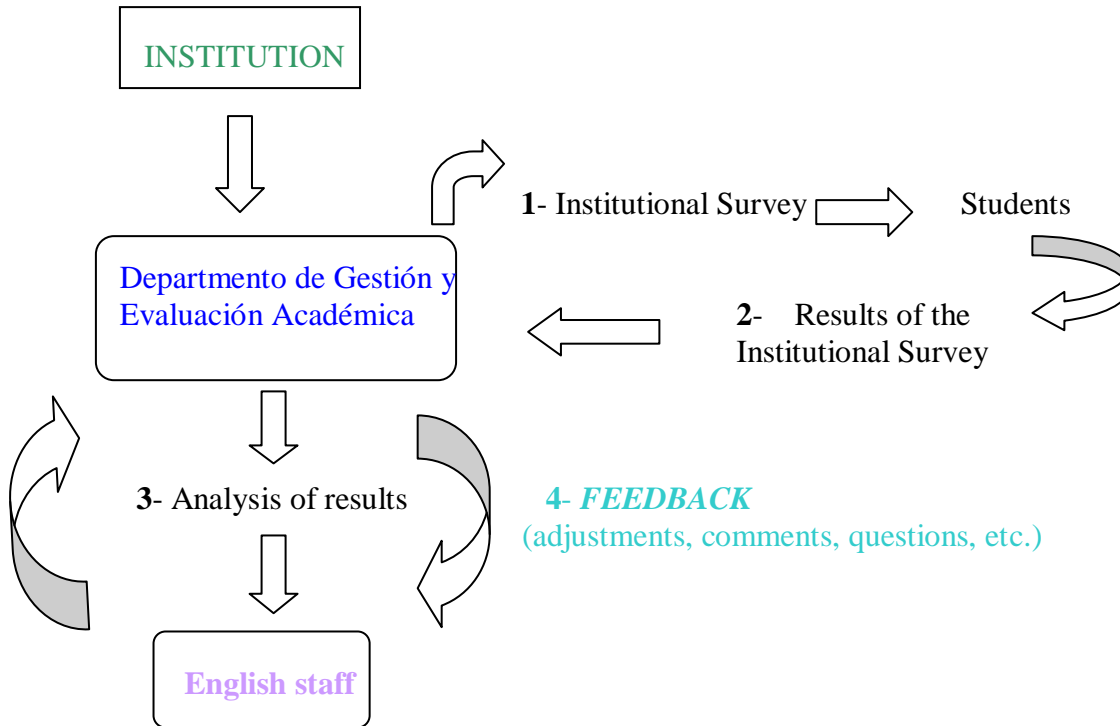 INSTITUTION
1- Institutional Survey
Students
Departmento de Gestión y
Evaluación Académica
2- Results of the
Institutional Survey
3- Analysis of results
4- FEEDBACK
(adjustments, comments, questions, etc.)
English staff